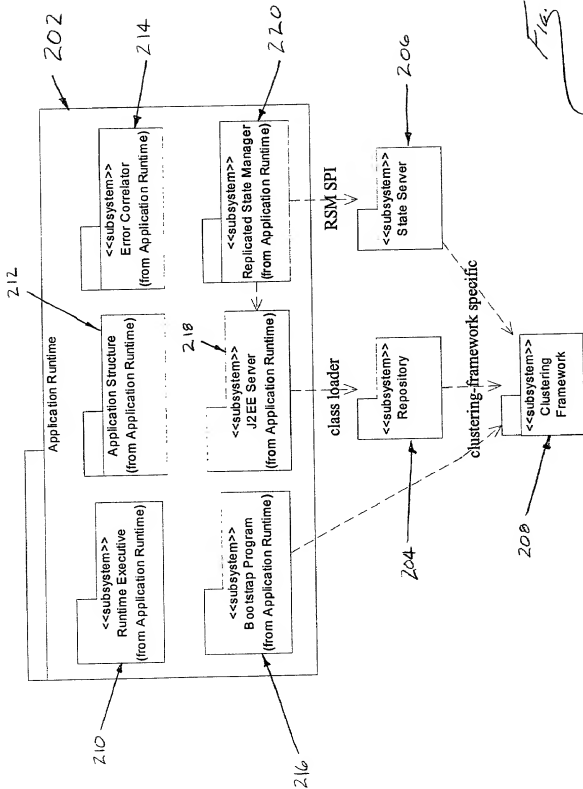 202
Application Runtime
212
214
<<subsystem>>
Runtime Executive
(from Application Runtime)
Application Structure
(from Application Runtime)
<<subsystem>>
Error Correlator
(from Application Runtime)
210
218
220
<<subsystem>>
Bootstrap Program
(from Application Runtime)
<<subsystem>>
J2EE Server
(from Application Runtime)
<<subsystem>>
Replicated State Manager
(from Application Runtime)
216
class loader
RSM SPI
206
<<subsystem>>
Repository
<<subsystem>>
State Server
204
clustering-framework specific
<<subsystem>>
Clustering
Framework
208
Fig.